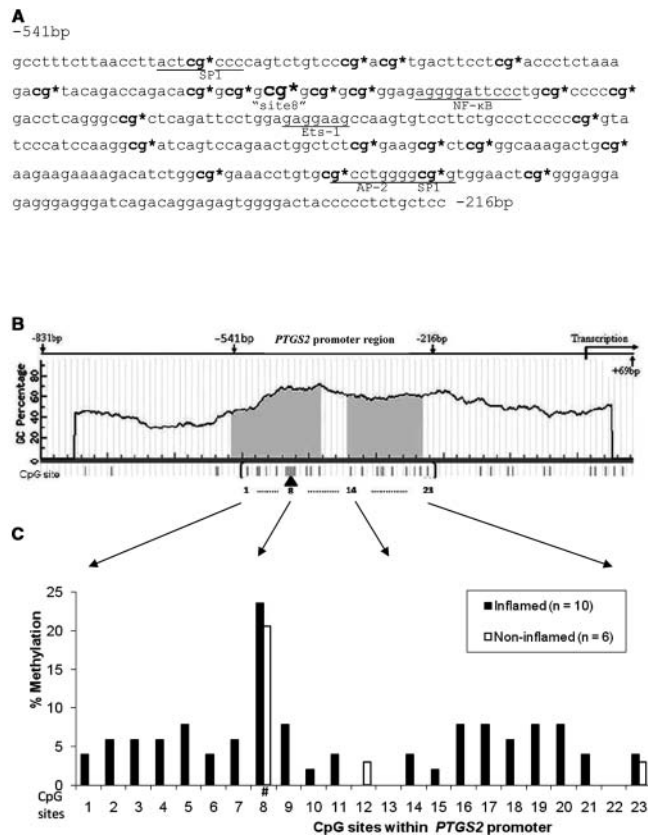 A
-541bp
gcctttcttaaccttactcg*ccccagtctgtcccg*acg*tgacttcctcg*accctctaaa
SP1
gacg*tacagaccagacacg*gcg*gcg*gcg*gcg*gaggaggggattccctgcg*cccccg*
"site8"
NF-κB
gacctcagggccg*ctcagattcctggagaggaagccaagtgtccttctgccctcccccg*gta
Ets-1
tcccatccaaggcg*atcagtccagaactggctctcg*gaagcg*ctcg*ggcaaagactgcg*
aagaagaaaagacatctggcg*gaaacctgtgcg*cctggggcg*gtggaactcg*gggagga
AP-2 SP1
gagggagggatcagacaggagagtggggactaccccctctgctcc -216bp
B
-831bp -541bp PTGS2 promoter region -216bp Transcription
+69bp
GC Percentage
80
60
40
20
0
CpG site
1 ........ 8 ........ 14 ........ 23
C
25
20
15
10
5
0
% Methylation
Inflamed (n = 10)
Non-inflamed (n = 6)
CpG sites
1 2 3 4 5 6 7 8 9 10 11 12 13 14 15 16 17 18 19 20 21 22 23
#
CpG sites within PTGS2 promoter